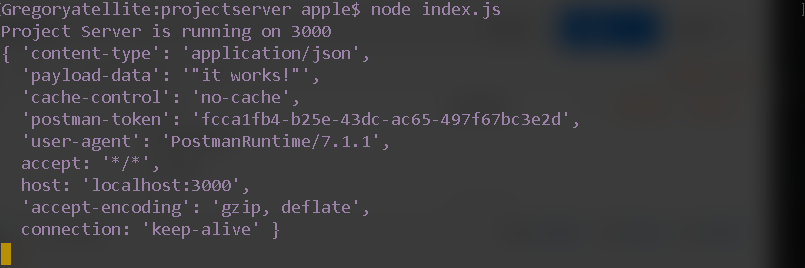 [Gregoryatellite:projectserver apple$ node index.js
Project Server is running on 3000
{ 'content-type': 'application/json',
'payload-data': '"it works!"',
'cache-control': 'no-cache',
'postman-token': 'fcca1fb4-b25e-43dc-ac65-497f67bc3e2d',
'user-agent': 'PostmanRuntime/7.1.1',
accept: '*/*',
host: 'localhost:3000',
'accept-encoding': 'gzip, deflate',
connection: 'keep-alive' }